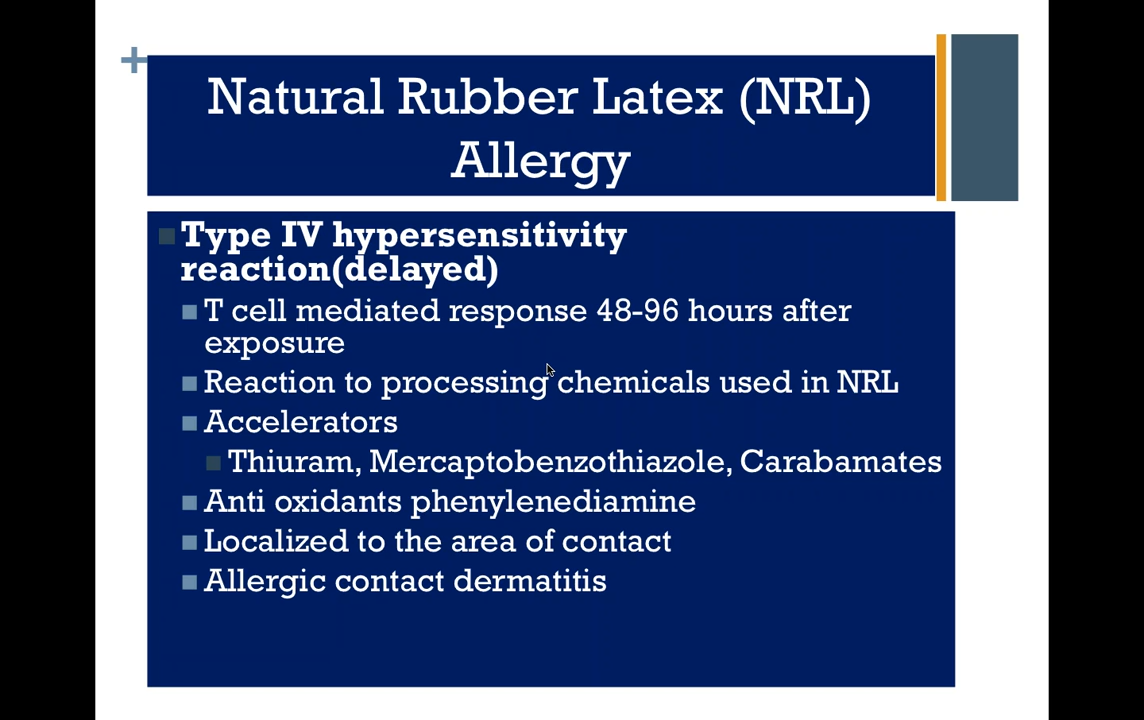 Natural Rubber Latex (NRL)
Allergy
Type IV hypersensitivity
reaction(delayed)
T cell mediated response 48-96 hours after
exposure
Reaction to processing chemicals used in NRL
Accelerators
Thiuram, Mercaptobenzothiazole, Carabamates
Anti oxidants phenylenediamine
Localized to the area of contact
Allergic contact dermatitis